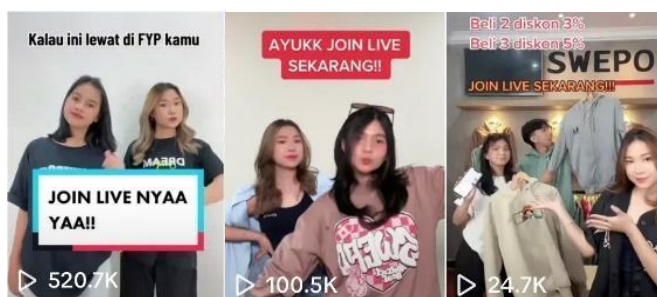 Kalau ini lewat di FYP kamu
JOIN LIVE NYAA
YAA!!
520.7K
AYUKK JOIN LIVE
SEKARANG!!
100.5K
Beli 2 diskon 3%
Beli 3 diskon 5%
SWEPO
JOIN LIVE SEKARANG!!!
24.7K